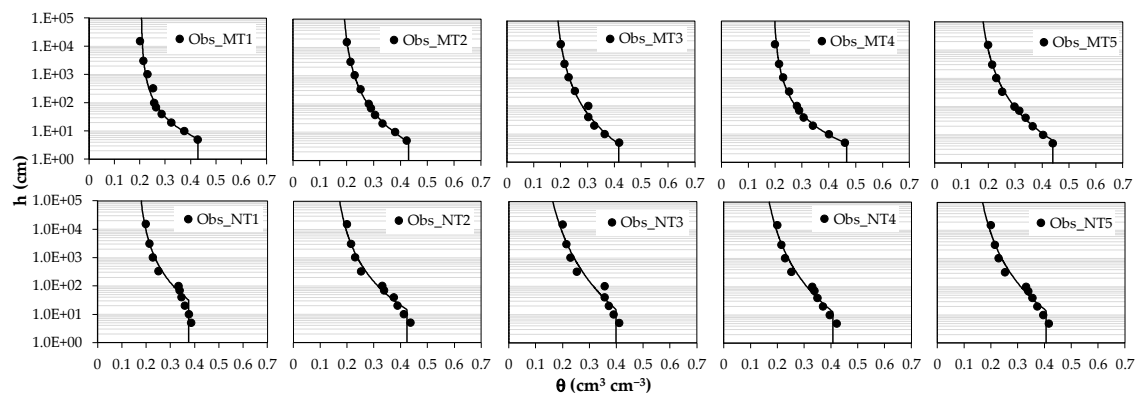 1.E+05
1.E+04
1.E+03
1.E+02
1.E+01
1.E+00
Obs_MT1
Obs_MT2
Obs_MT3
Obs_MT4
Obs_MT5
0 0.1 0.2 0.3 0.4 0.5 0.6 0.7
0 0.1 0.2 0.3 0.4 0.5 0.6 0.7
0 0.1 0.2 0.3 0.4 0.5 0.6 0.7
0 0.1 0.2 0.3 0.4 0.5 0.6 0.7
0 0.1 0.2 0.3 0.4 0.5 0.6 0.7
h (cm)
1.0E+05
1.0E+04
1.0E+03
1.0E+02
1.0E+01
1.0E+00
Obs_NT1
Obs_NT2
Obs_NT3
Obs_NT4
Obs_NT5
0 0.1 0.2 0.3 0.4 0.5 0.6 0.7
0 0.1 0.2 0.3 0.4 0.5 0.6 0.7
0 0.1 0.2 0.3 0.4 0.5 0.6 0.7
0 0.1 0.2 0.3 0.4 0.5 0.6 0.7
0 0.1 0.2 0.3 0.4 0.5 0.6 0.7
θ (cm³ cm⁻³)